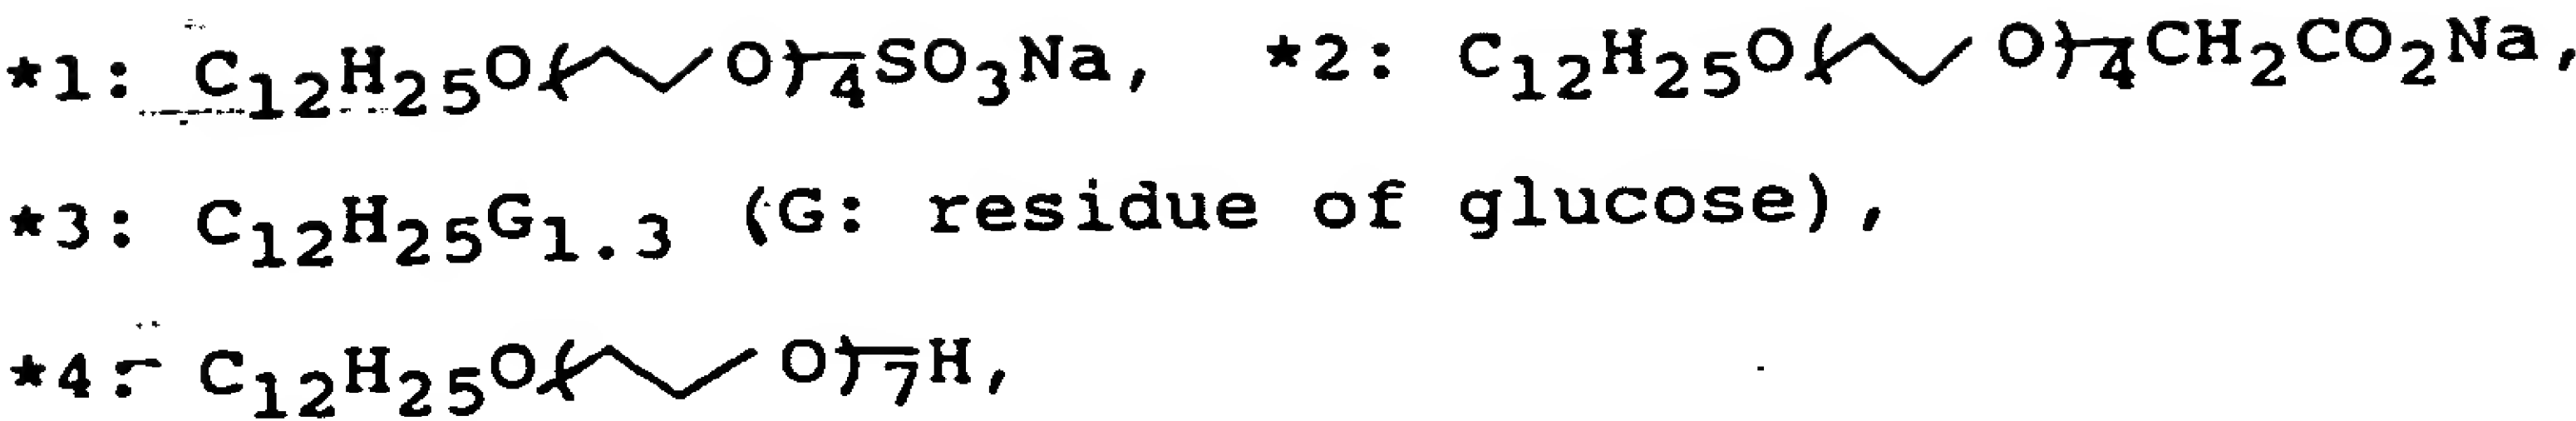 *1: C12H25O(O)4SO3Na, *2: C12H25O(O)4CH2CO2Na,
*3: C12H25G1.3 (G: residue of glucose),
*4: C12H25O(O)7H,